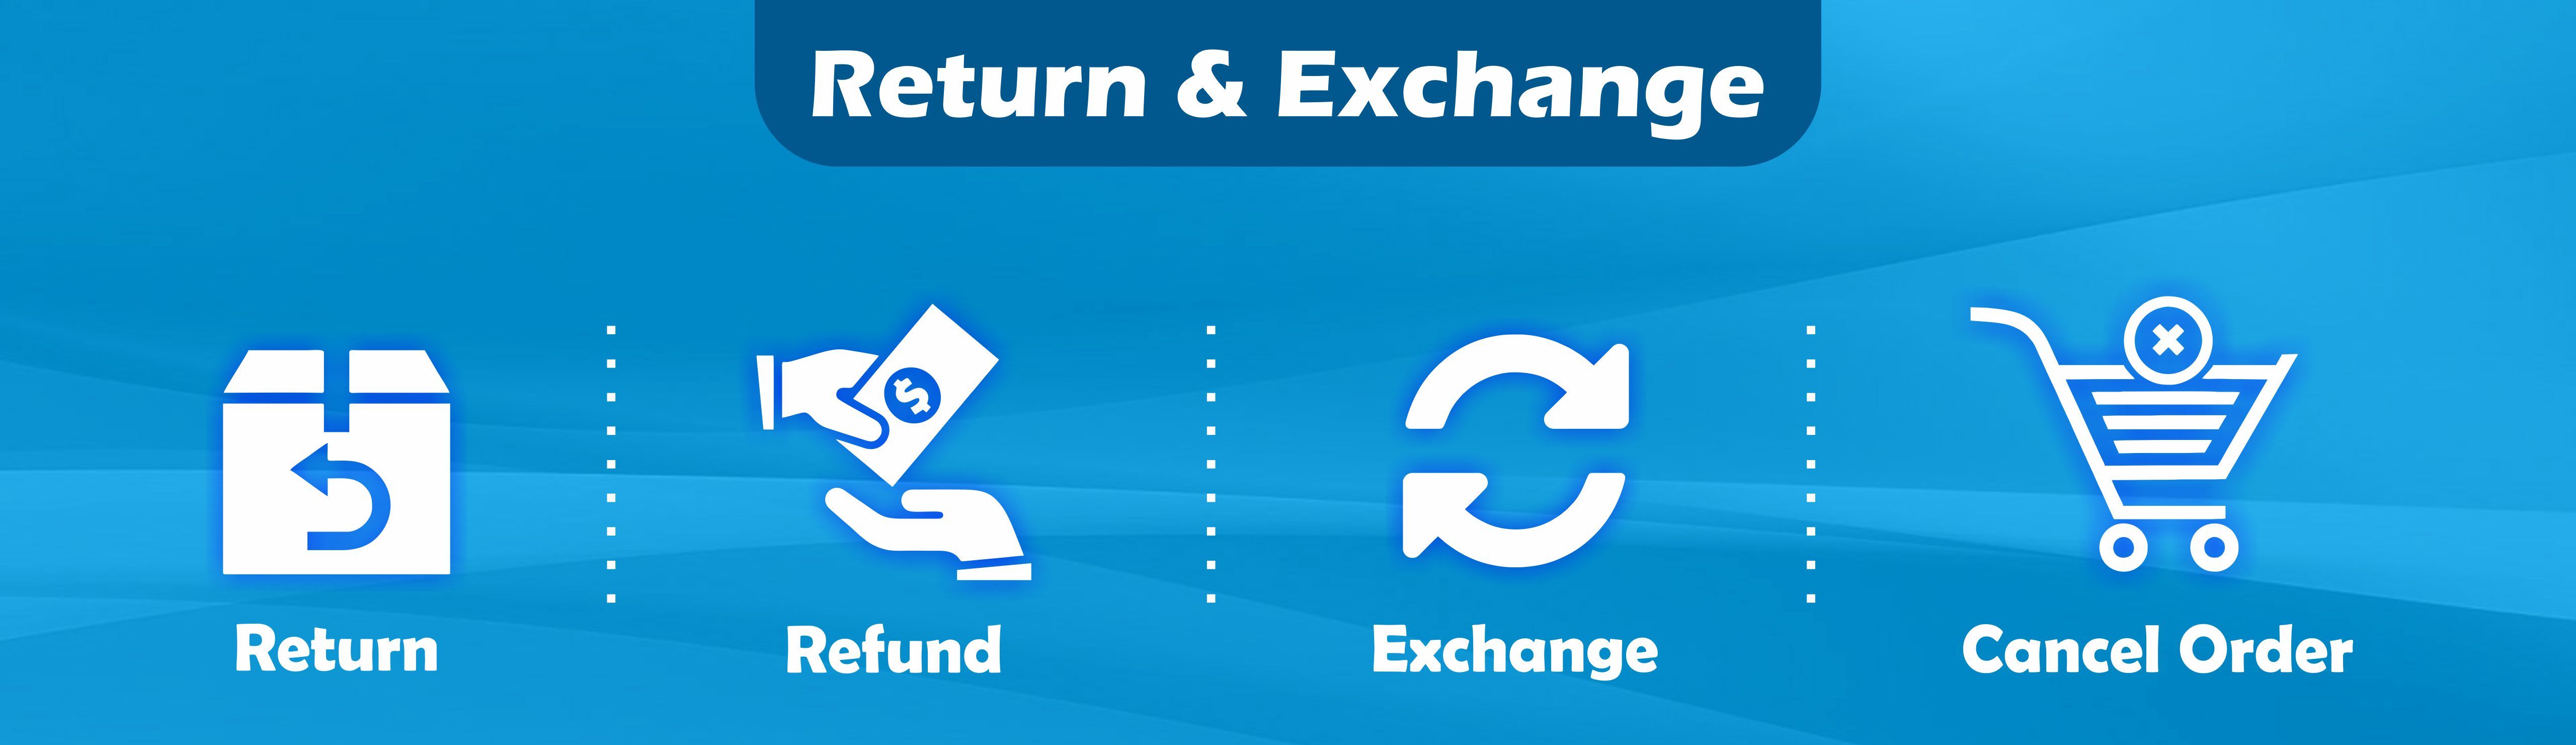 Return & Exchange
$
Return
Refund
Exchange
Cancel Order